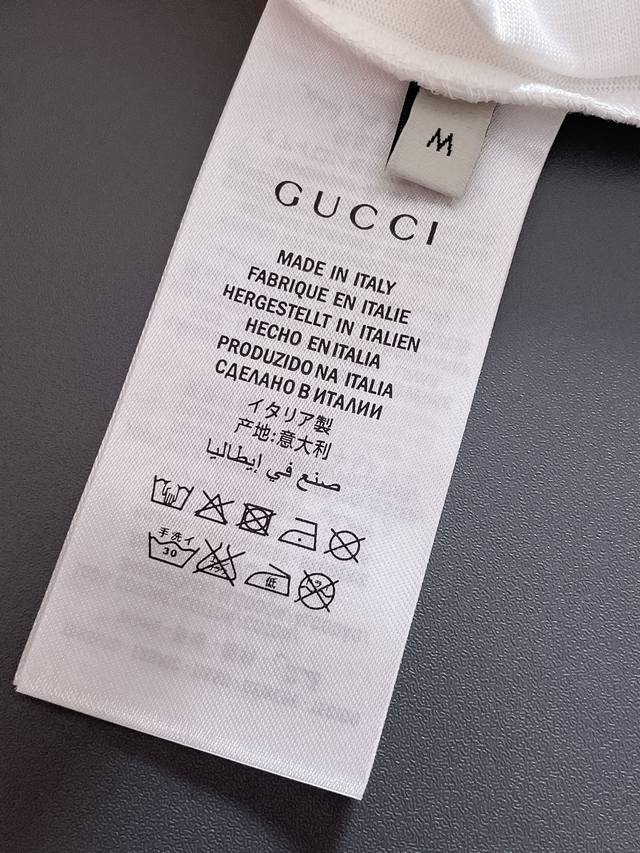 M
GUCCI
MADE IN ITALY
FABRIQUE EN ITALIE
HERGESTELLT IN ITALIEN
HECHO EN ITALIA
PRODUZIDO NA ITALIA
СДЕЛАНО В ИТАЛИИ
イタリア製
产地:意大利
صنع في إيطاليا
手洗イ
30
低